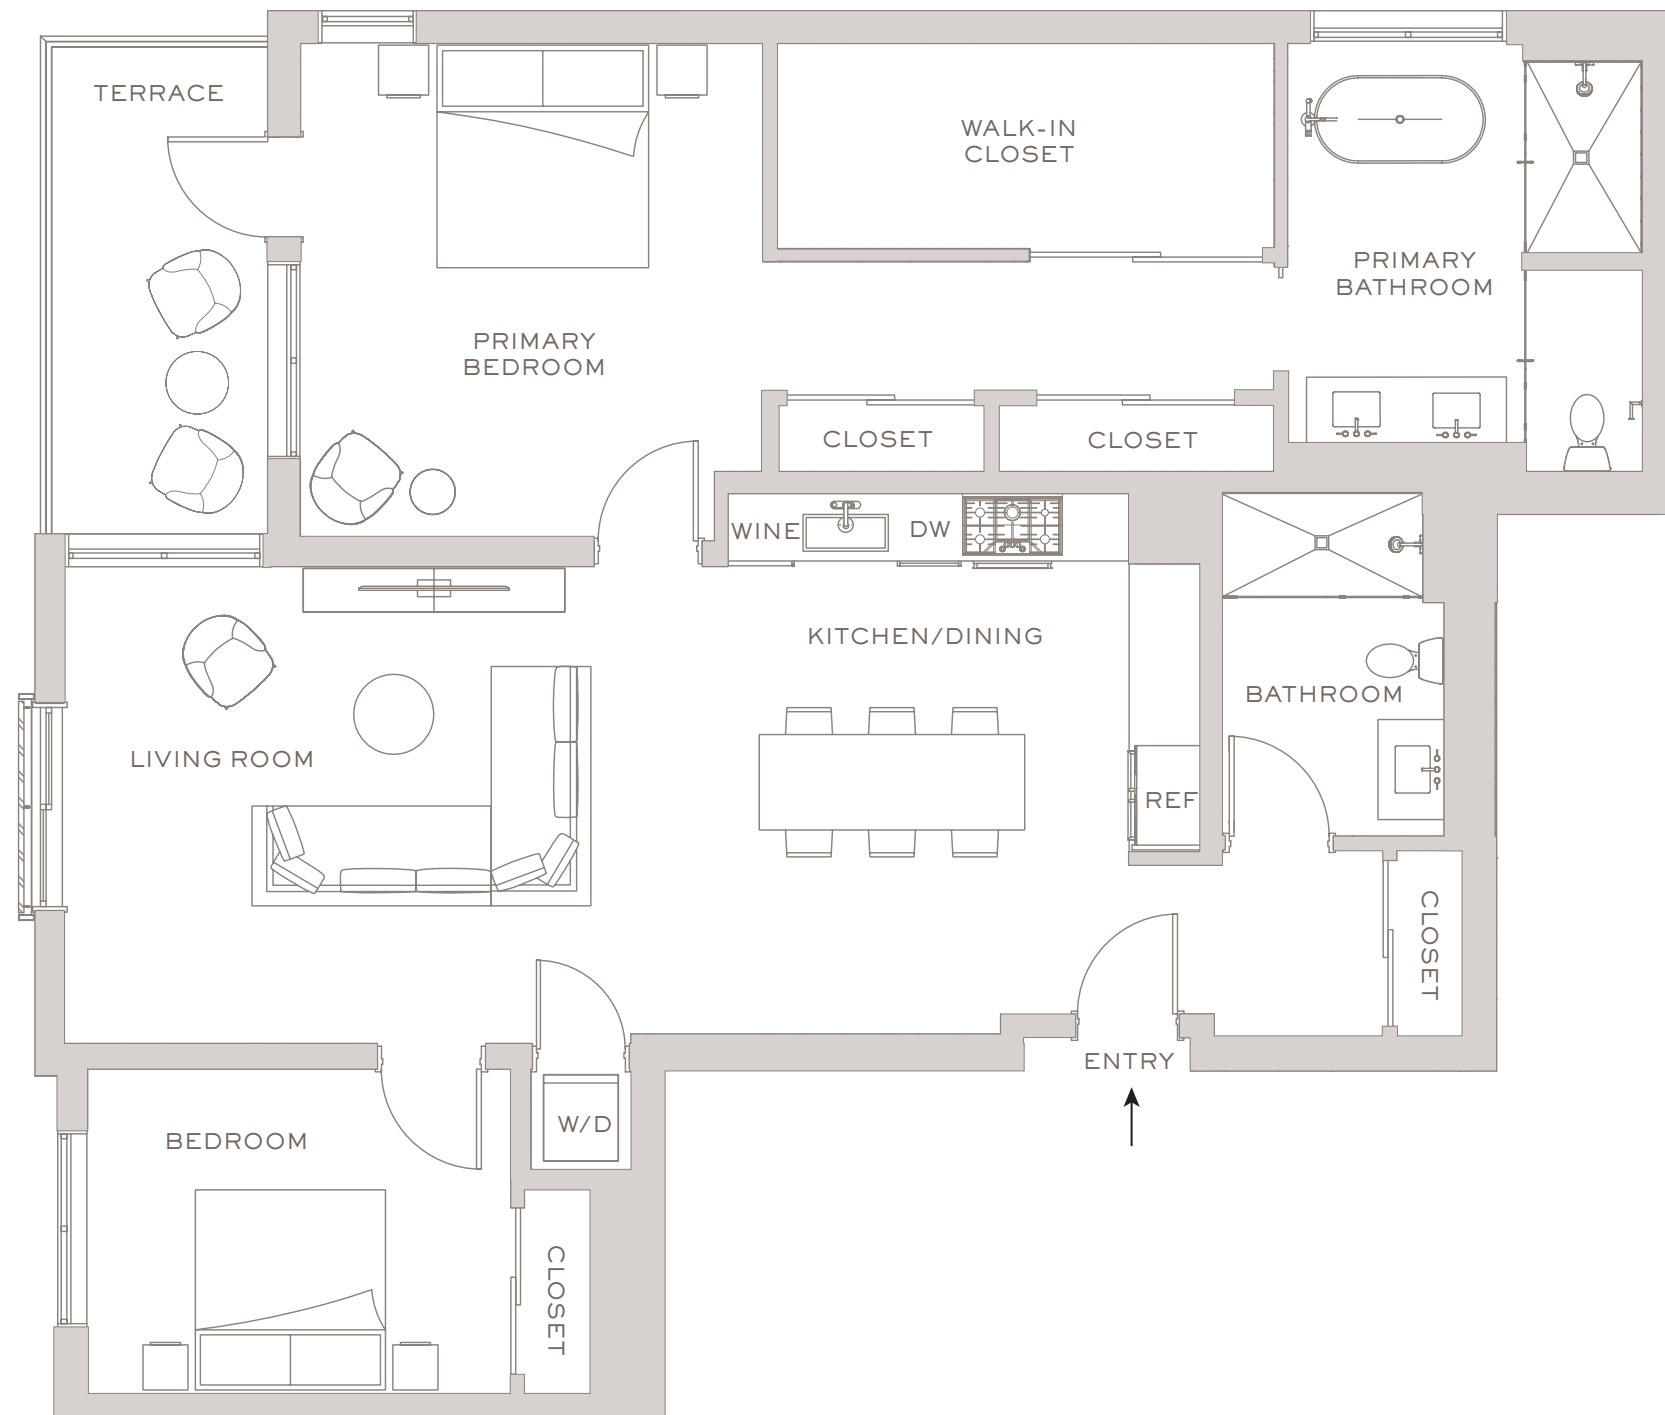 TERRACE
WALK-IN
CLOSET
PRIMARY
BATHROOM
PRIMARY
BEDROOM
CLOSET
CLOSET
WINE
DW
KITCHEN/DINING
BATHROOM
LIVING ROOM
REF
CLOSET
ENTRY
W/D
BEDROOM
CLOSET